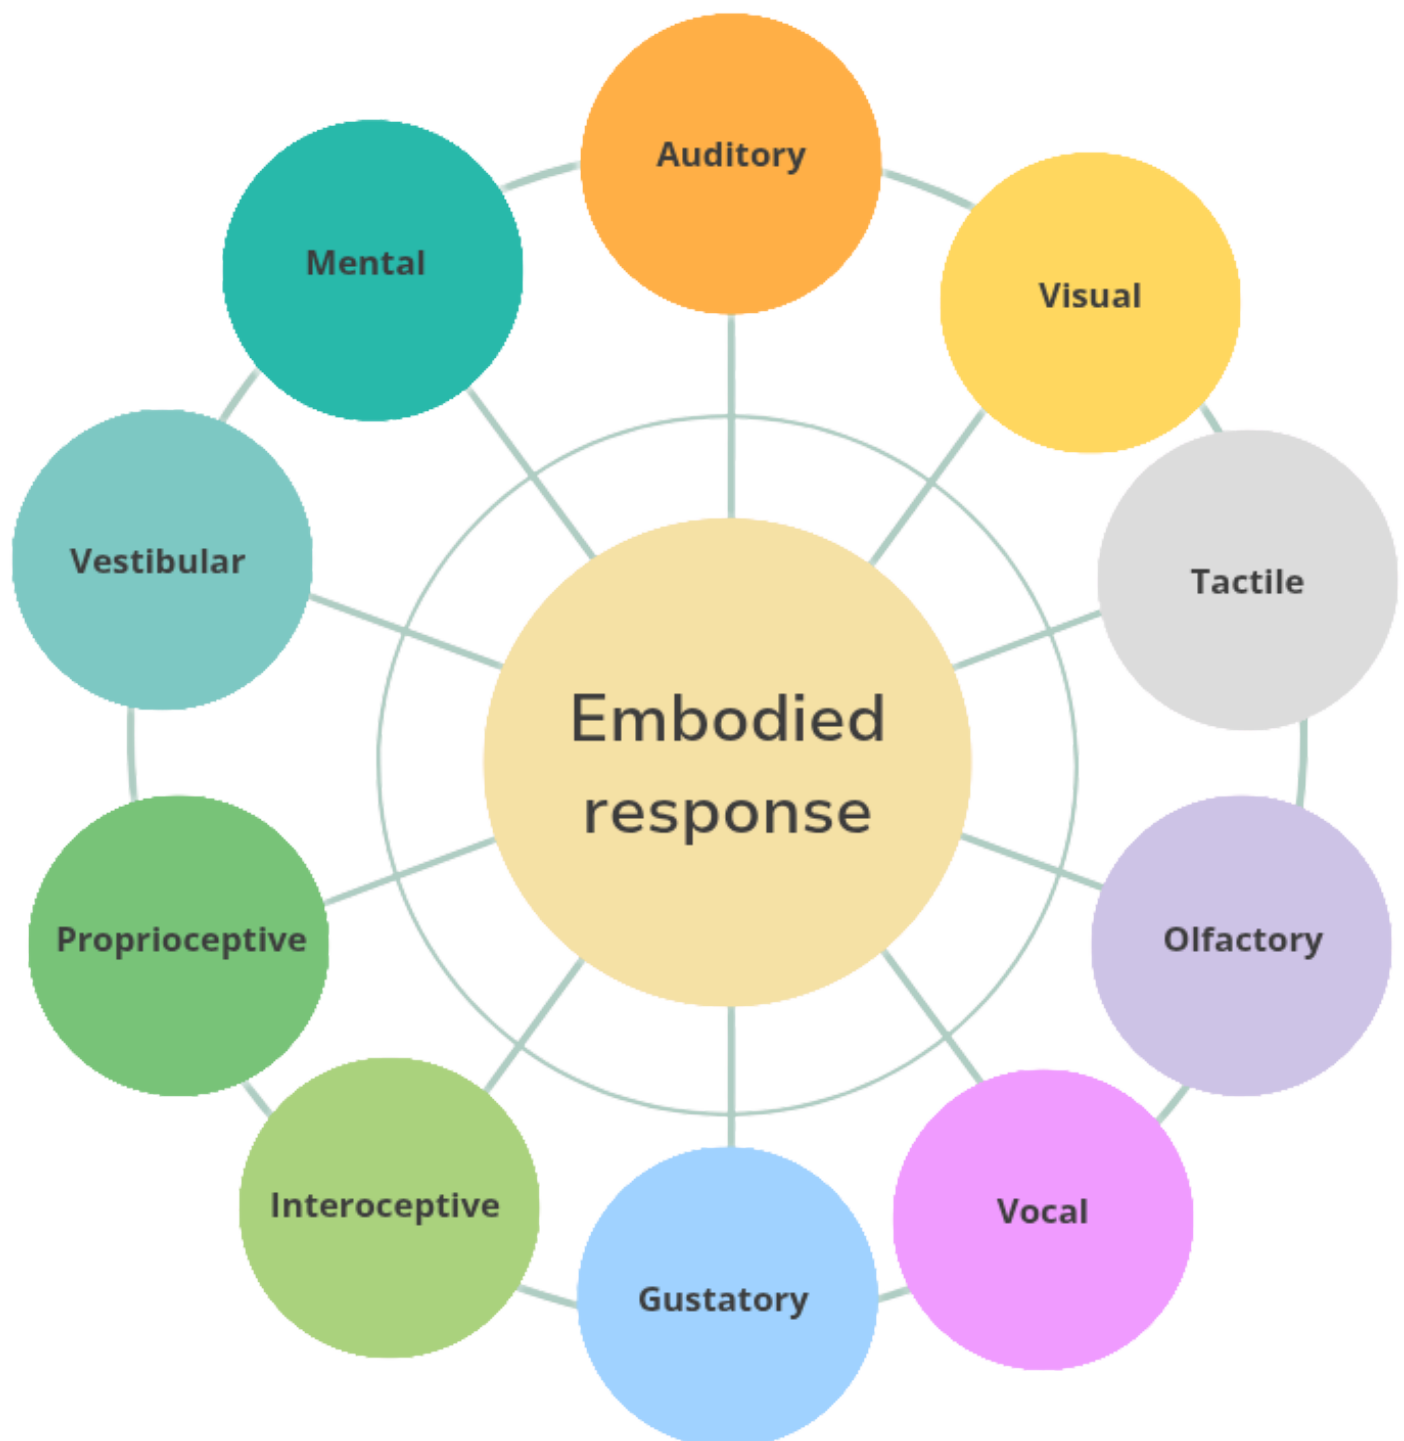 Auditory
Mental
Visual
Vestibular
Tactile
Embodied
response
Proprioceptive
Olfactory
Interoceptive
Vocal
Gustatory